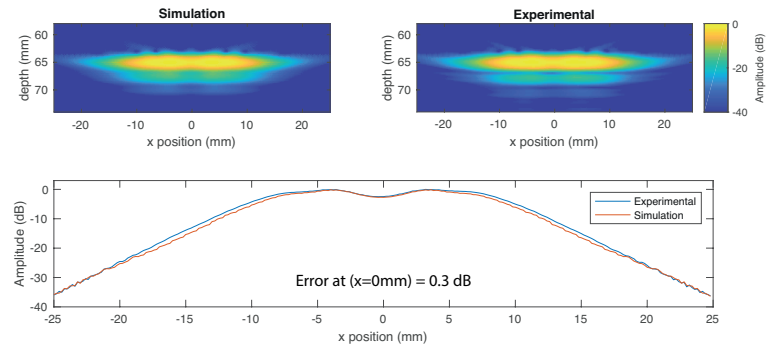 Simulation
Experimental
60
65
70
depth (mm)
-20 -10 0 10 20
x position (mm)
60
65
70
depth (mm)
-20 -10 0 10 20
x position (mm)
0
-20
-40
Amplitude (dB)
0
-10
-20
-30
-40
Amplitude (dB)
Experimental
Simulation
Error at (x=0mm) = 0.3 dB
-25 -20 -15 -10 -5 0 5 10 15 20 25
x position (mm)